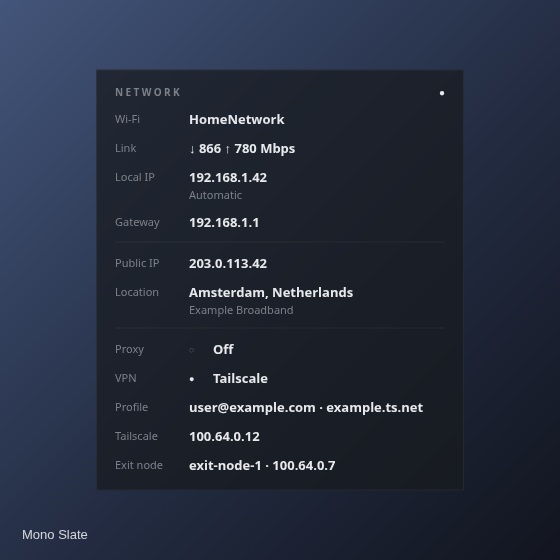 NETWORK •
Wi-Fi HomeNetwork
Link ↓ 866 ↑ 780 Mbps
Local IP 192.168.1.42
Automatic
Gateway 192.168.1.1
Public IP 203.0.113.42
Location Amsterdam, Netherlands
Example Broadband
Proxy ○ Off
VPN • Tailscale
Profile user@example.com · example.ts.net
Tailscale 100.64.0.12
Exit node exit-node-1 · 100.64.0.7
Mono Slate